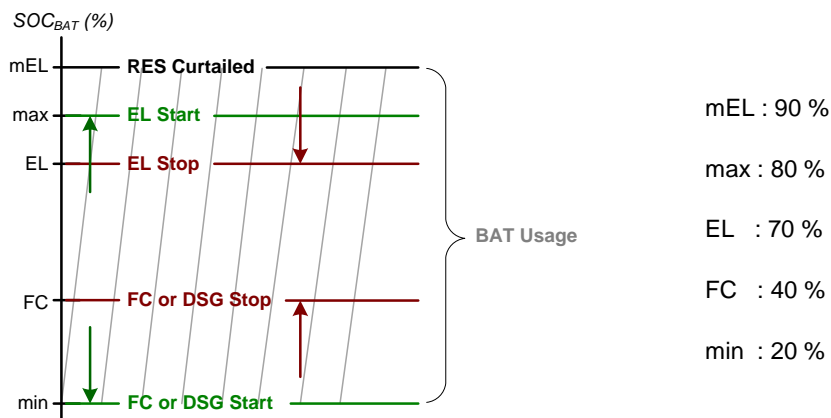 SOCBAT (%)
mEL RES Curtailed
max EL Start
EL EL Stop
BAT Usage
FC FC or DSG Stop
min FC or DSG Start
mEL : 90 %
max : 80 %
EL : 70 %
FC : 40 %
min : 20 %